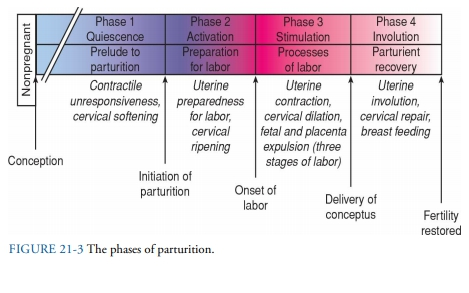 Nonpregnant
Phase 1
Quiescence
Prelude to
parturition
Contractile
unresponsiveness,
cervical softening
Phase 2
Activation
Preparation
for labor
Uterine
preparedness
for labor,
cervical
ripening
Phase 3
Stimulation
Processes
of labor
Uterine
contraction,
cervical dilation,
fetal and placenta
expulsion (three
stages of labor)
Phase 4
Involution
Parturient
recovery
Uterine
involution,
cervical repair,
breast feeding
Conception
Initiation of
parturition
Onset of
labor
Delivery of
conceptus
Fertility
restored
FIGURE 21-3 The phases of parturition.